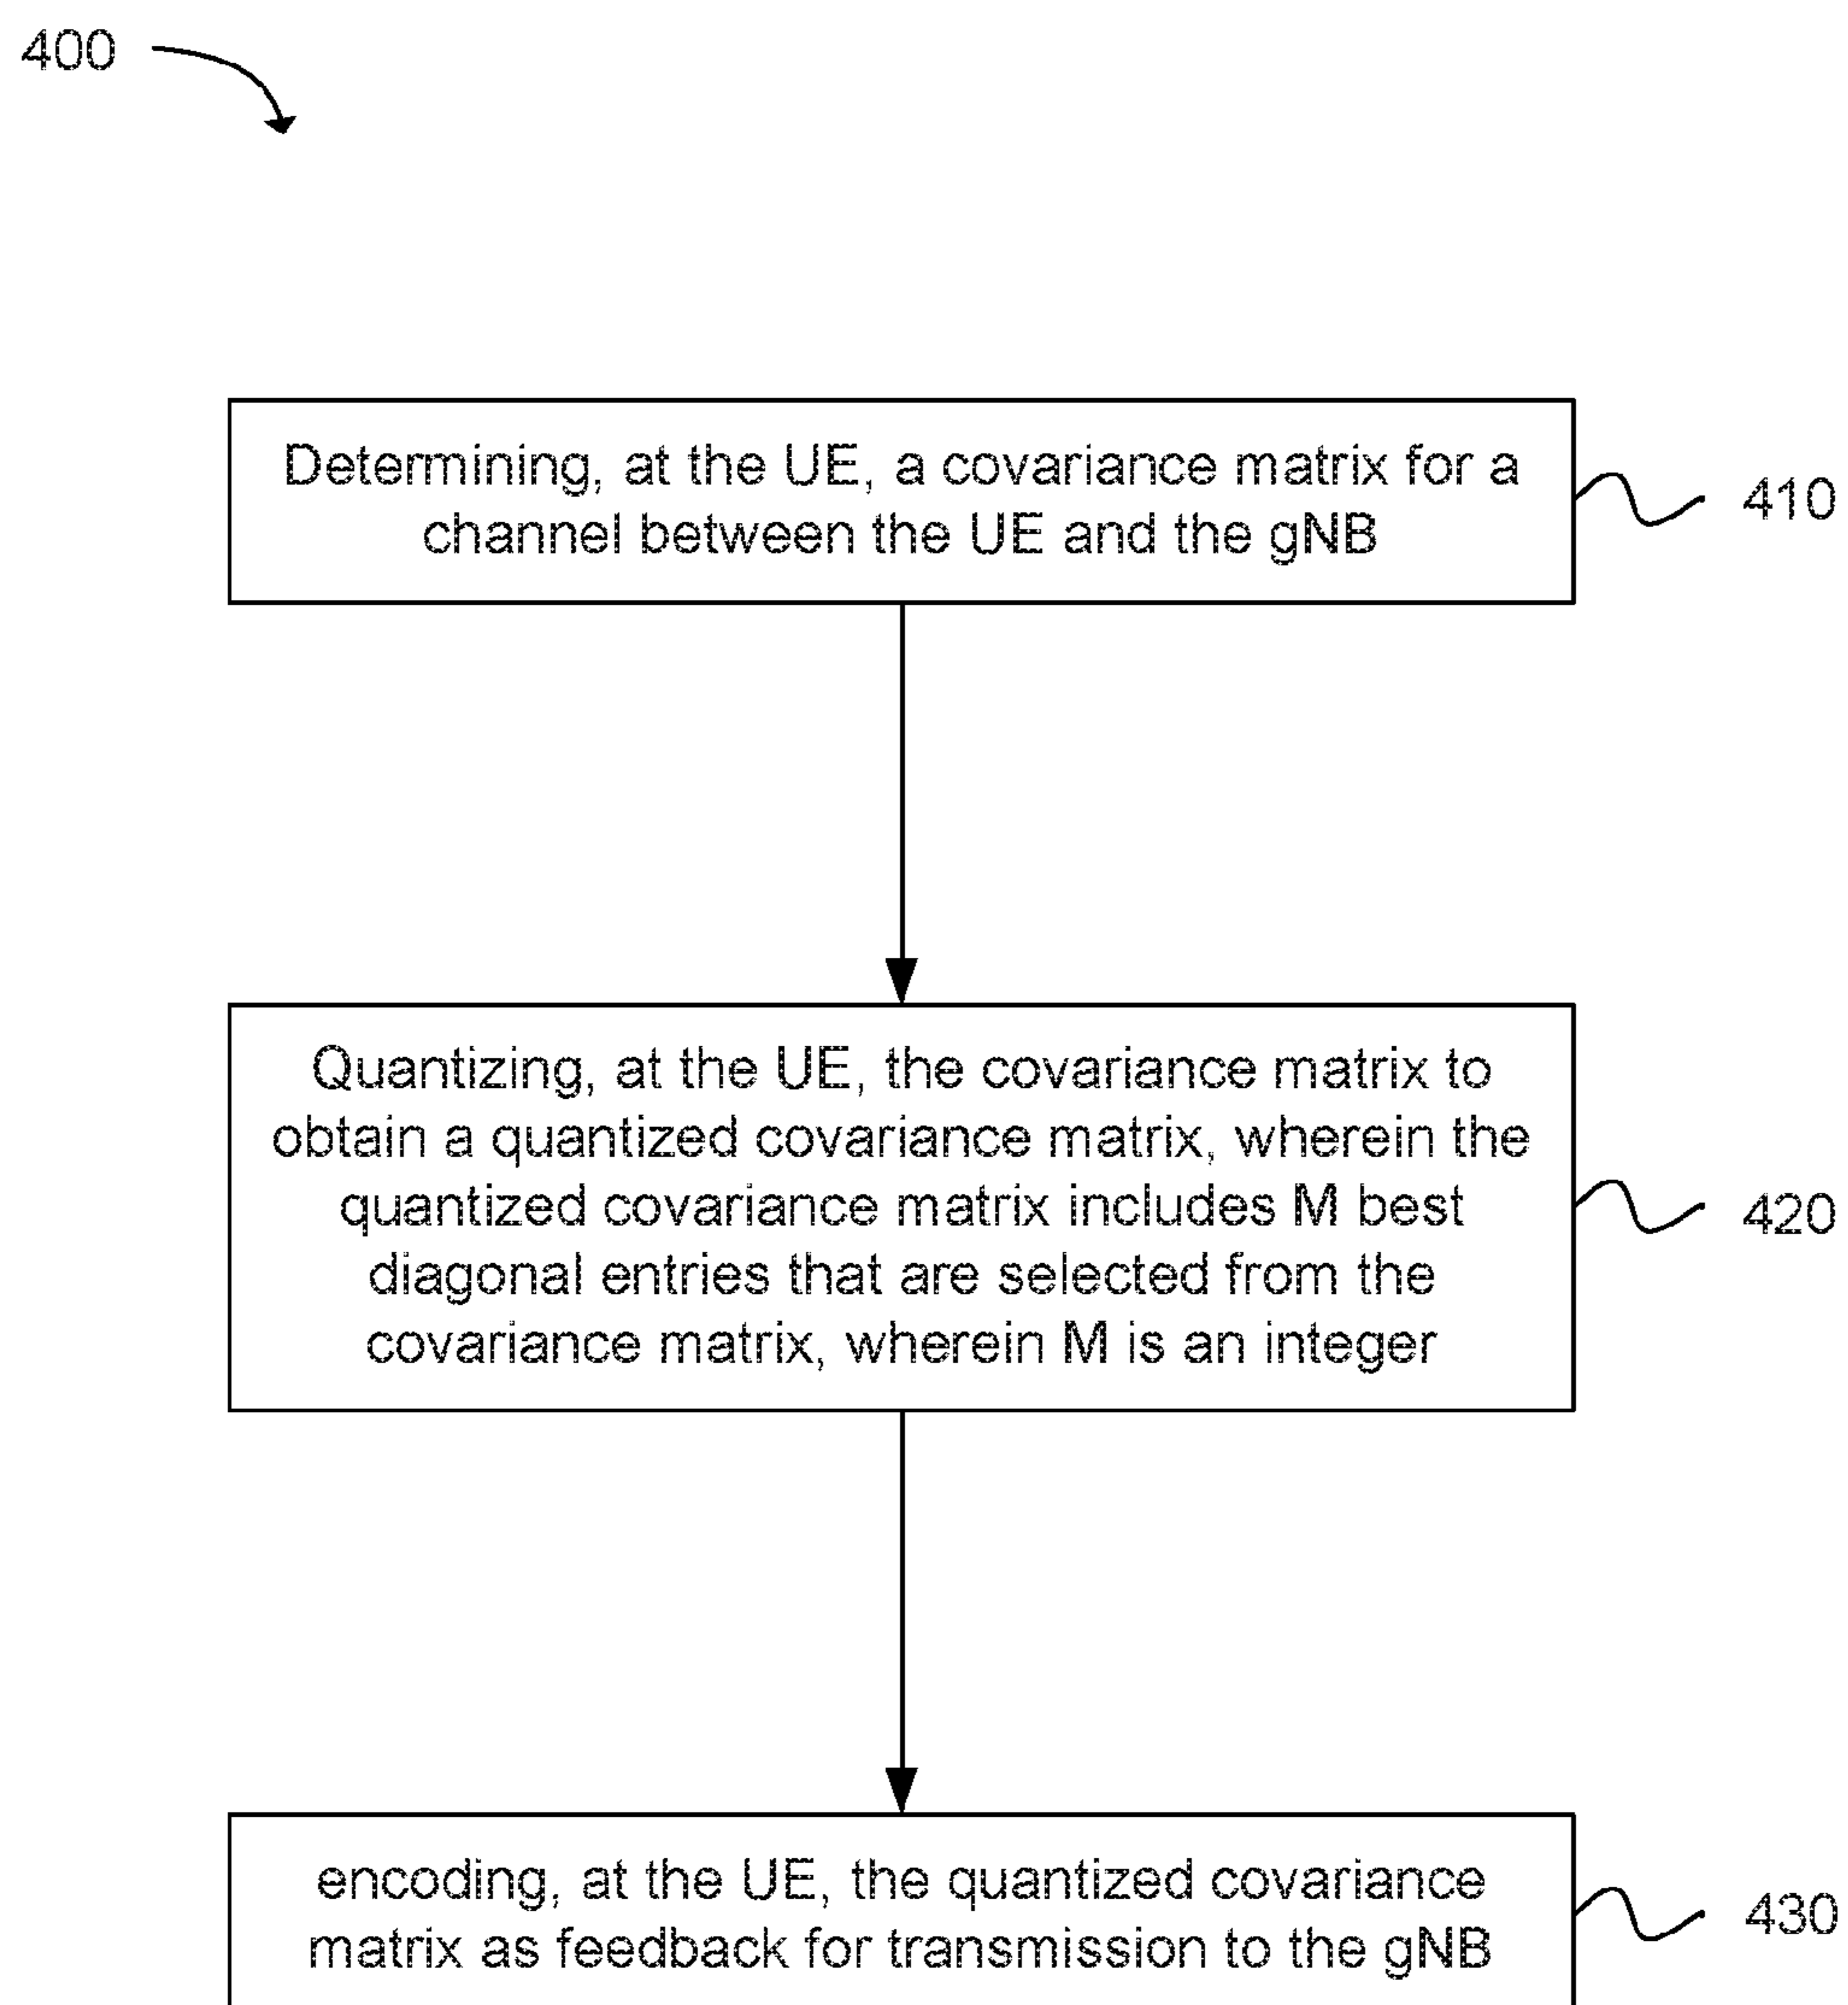 400
Determining, at the UE, a covariance matrix for a
channel between the UE and the gNB
410
Quantizing, at the UE, the covariance matrix to
obtain a quantized covariance matrix, wherein the
quantized covariance matrix includes M best
diagonal entries that are selected from the
covariance matrix, wherein M is an integer
420
encoding, at the UE, the quantized covariance
matrix as feedback for transmission to the gNB
430